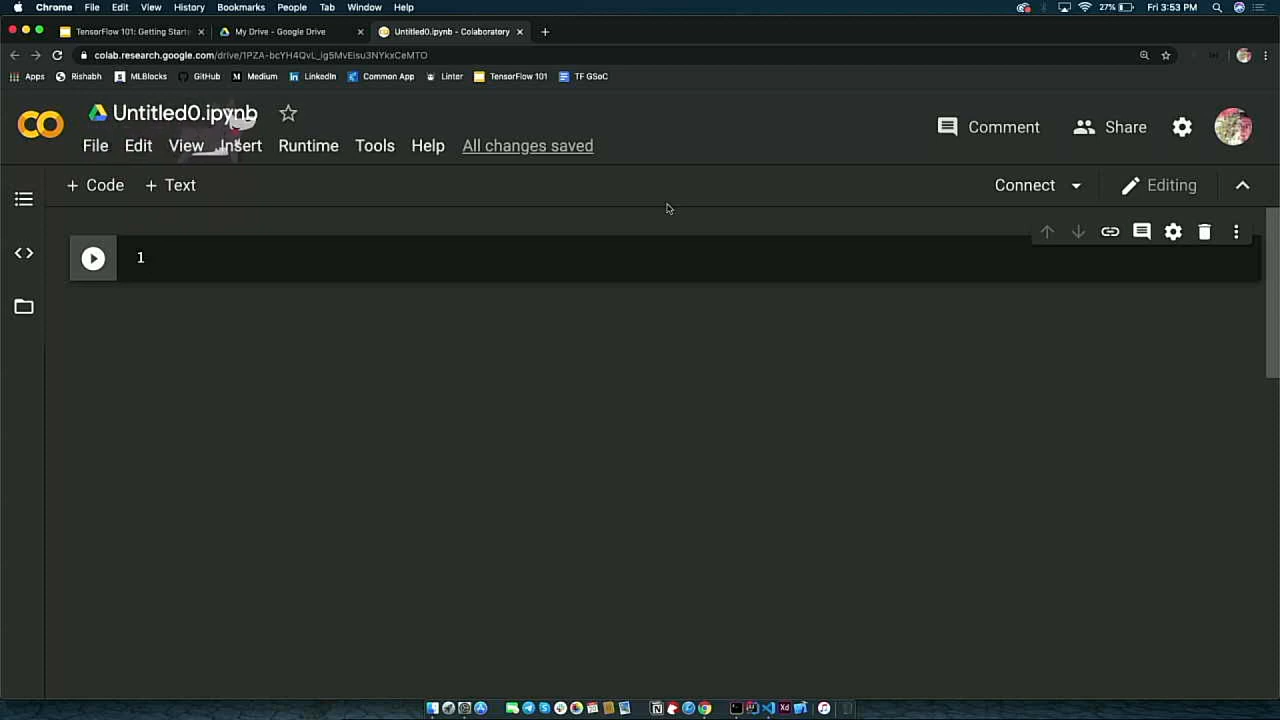 Chrome File Edit View History Bookmarks People Tab Window Help 27% Fri 3:53 PM
TensorFlow 101: Getting Start My Drive - Google Drive Untitled0.ipynb - Colaboratory
colab.research.google.com/drive/1PZA-bcYH4QvL_ig5MvEisu3NYkxCeMTO
Apps Rishabh MLBlocks GitHub Medium LinkedIn Common App Linter TensorFlow 101 TF GSoC
Untitled0.ipynb
Comment Share
File Edit View Insert Runtime Tools Help All changes saved
+ Code + Text Connect Editing
1